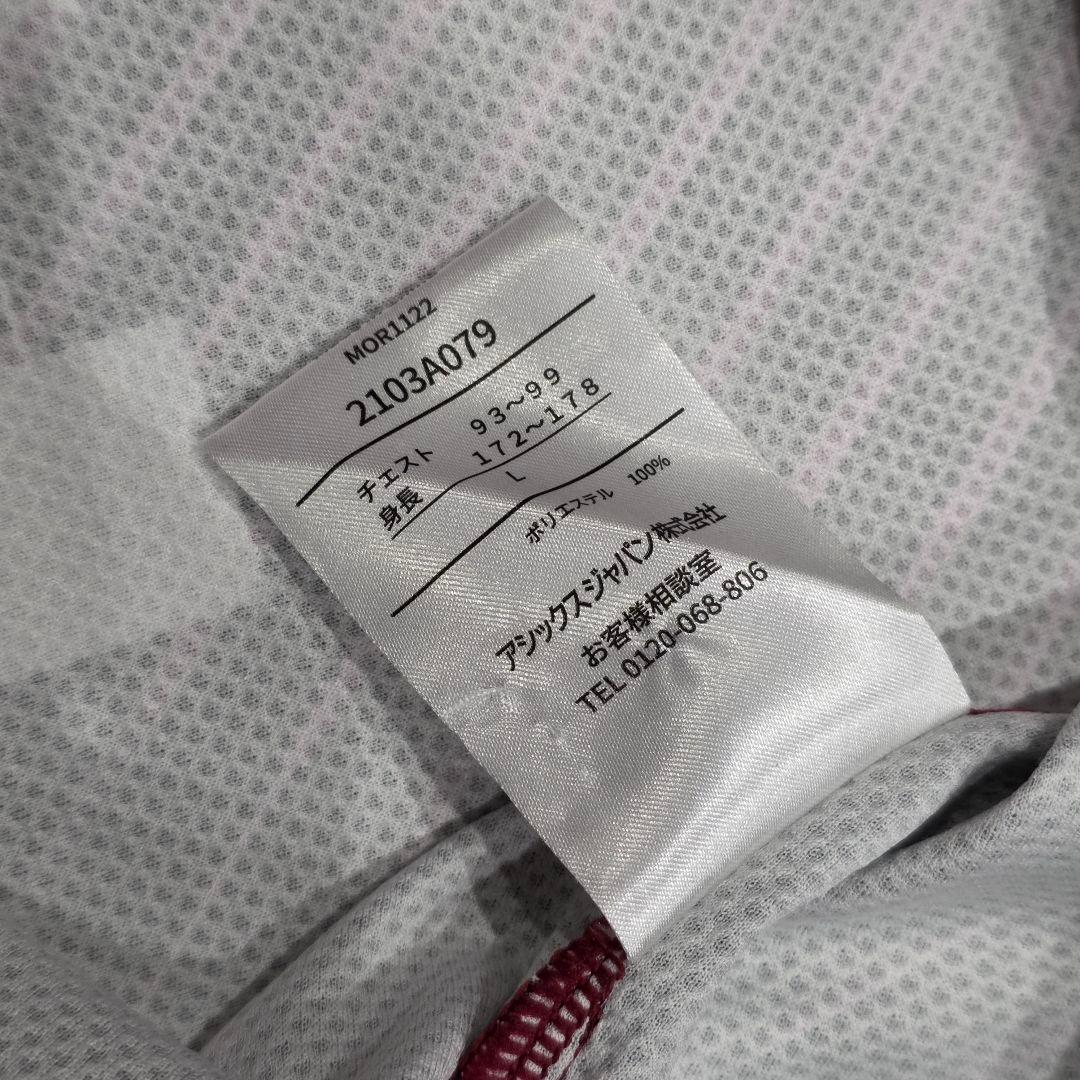 MOR1122
2103A079
チェスト 93~99
身長 172~178
L
ポリエステル 100%
アシックスジャパン株式会社
お客様相談室
TEL 0120-068-806